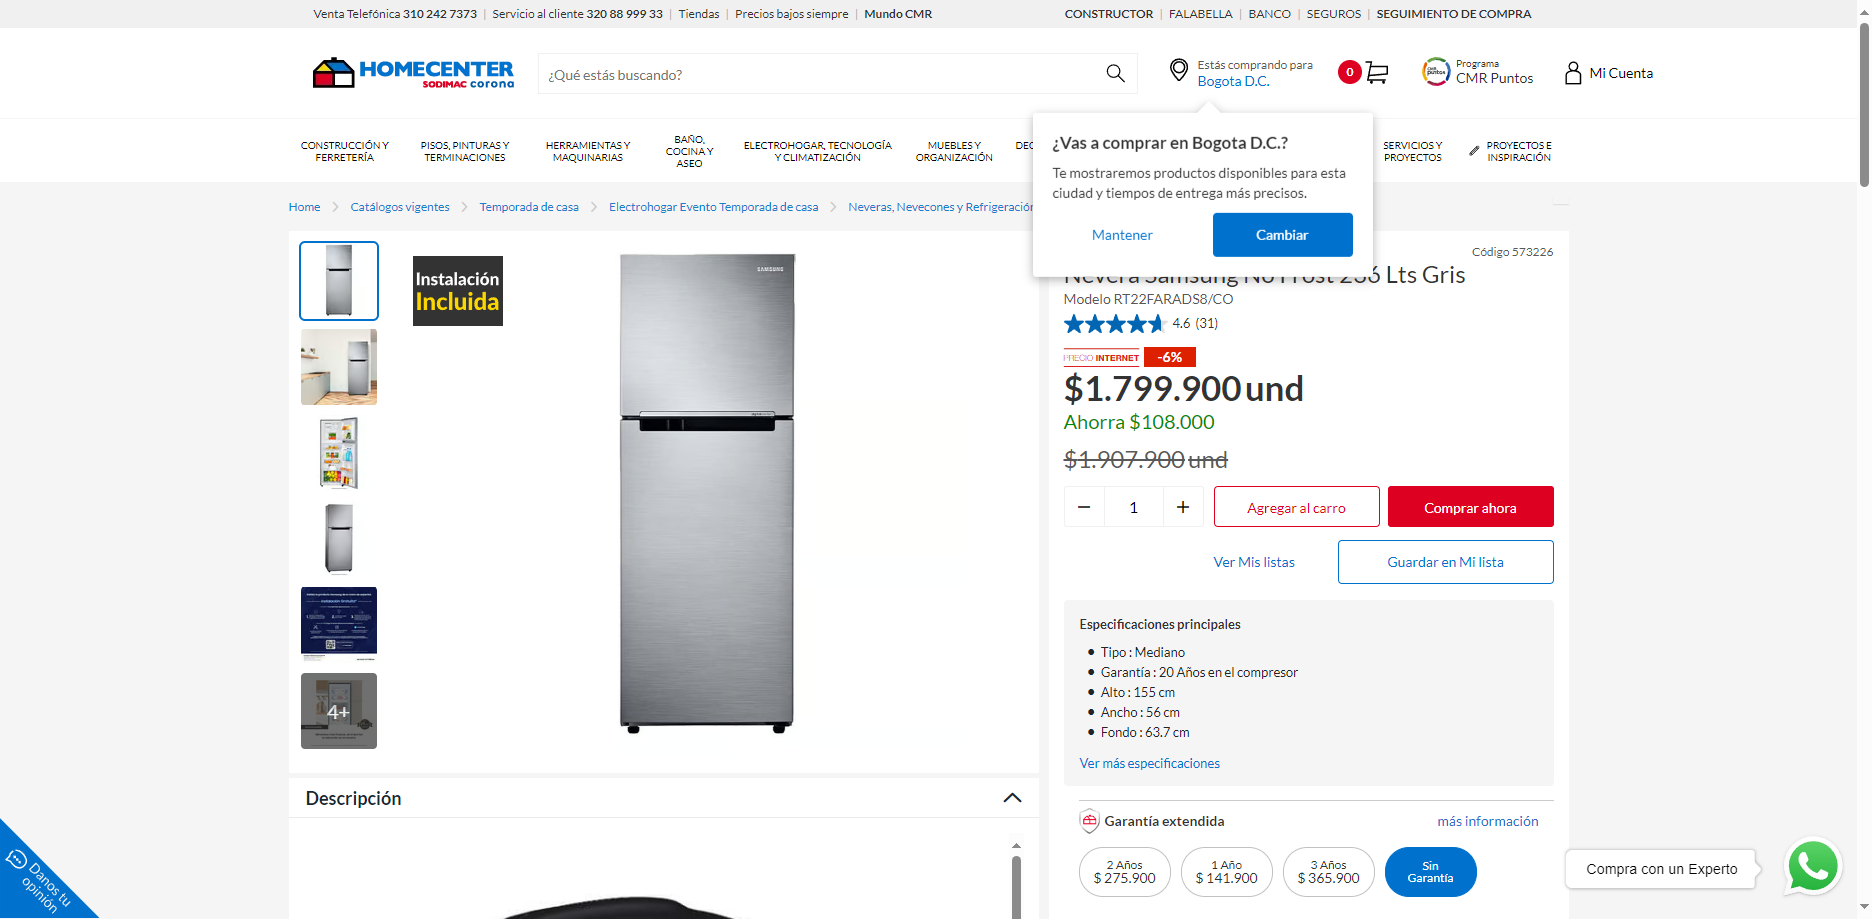 Venta Telefónica 310 242 7373 | Servicio al cliente 320 88 999 33 | Tiendas | Precios bajos siempre | Mundo CMR
CONSTRUCTOR | FALABELLA | BANCO | SEGUROS | SEGUIMIENTO DE COMPRA
HOMECENTER
SODIMAC corona
¿Qué estás buscando?
Estás comprando para
Bogota D.C.
0
Programa
CMR Puntos
Mi Cuenta
CONSTRUCCIÓN Y FERRETERÍA
PISOS, PINTURAS Y TERMINACIONES
HERRAMIENTAS Y MAQUINARIAS
BAÑO, COCINA Y ASEO
ELECTROHOGAR, TECNOLOGÍA Y CLIMATIZACIÓN
MUEBLES Y ORGANIZACIÓN
SERVICIOS Y PROYECTOS
PROYECTOS E INSPIRACIÓN
¿Vas a comprar en Bogota D.C.?
Te mostraremos productos disponibles para esta
ciudad y tiempos de entrega más precisos.
Mantener
Cambiar
Home
Catálogos vigentes
Temporada de casa
Electrohogar Evento Temporada de casa
Neveras, Nevecones y Refrigeración
Instalación
Incluida
SAMSUNG
4+
Código 573226
Nevera Samsung No Frost 236 Lts Gris
Modelo RT22FARADS8/CO
4.6 (31)
PRECIO INTERNET
-6%
$1.799.900 und
Ahorra $108.000
$1.907.900 und
1
Agregar al carro
Comprar ahora
Ver Mis listas
Guardar en Mi lista
Especificaciones principales
Tipo : Mediano
Garantía : 20 Años en el compresor
Alto : 155 cm
Ancho : 56 cm
Fondo : 63.7 cm
Ver más especificaciones
Descripción
Garantía extendida
más información
2 Años
$ 275.900
1 Año
$ 141.900
3 Años
$ 365.900
Sin
Garantía
Compra con un Experto
Danos tu
opinión